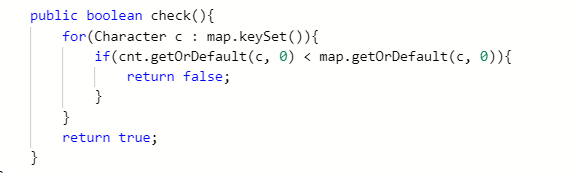 public boolean check(){
for(Character c : map.keySet()){
if(cnt.getOrDefault(c, 0) < map.getOrDefault(c, 0)){
return false;
}
}
return true;
}